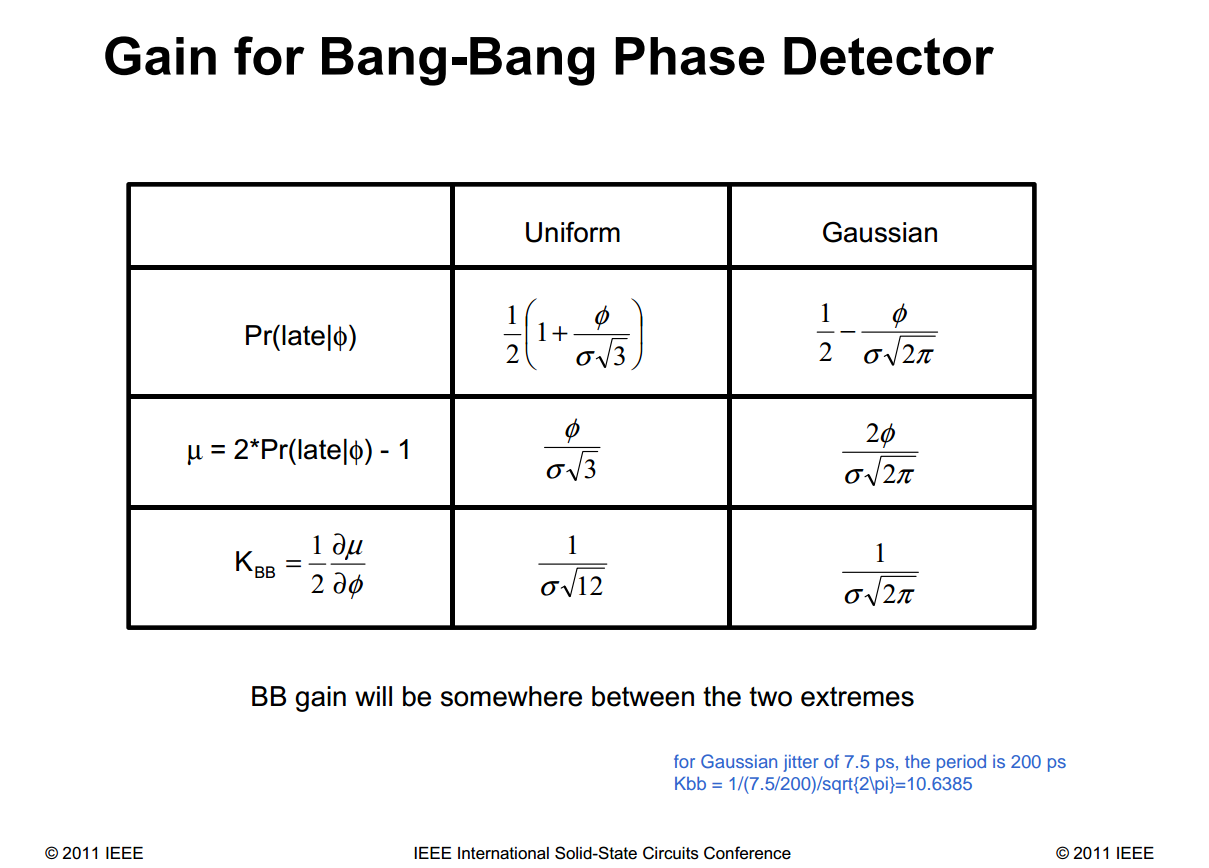 Gain for Bang-Bang Phase Detector
Uniform Gaussian
Pr(late|ϕ) 1/2(1+ϕ/(σ√3)) 1/2−ϕ/(σ√2π)
μ = 2*Pr(late|ϕ) - 1 ϕ/(σ√3) 2ϕ/(σ√2π)
K_BB = 1/2 ∂μ/∂ϕ 1/(σ√12) 1/(σ√2π)
BB gain will be somewhere between the two extremes
for Gaussian jitter of 7.5 ps, the period is 200 ps
Kbb = 1/(7.5/200)/sqrt{2\pi}=10.6385
© 2011 IEEE IEEE International Solid-State Circuits Conference © 2011 IEEE